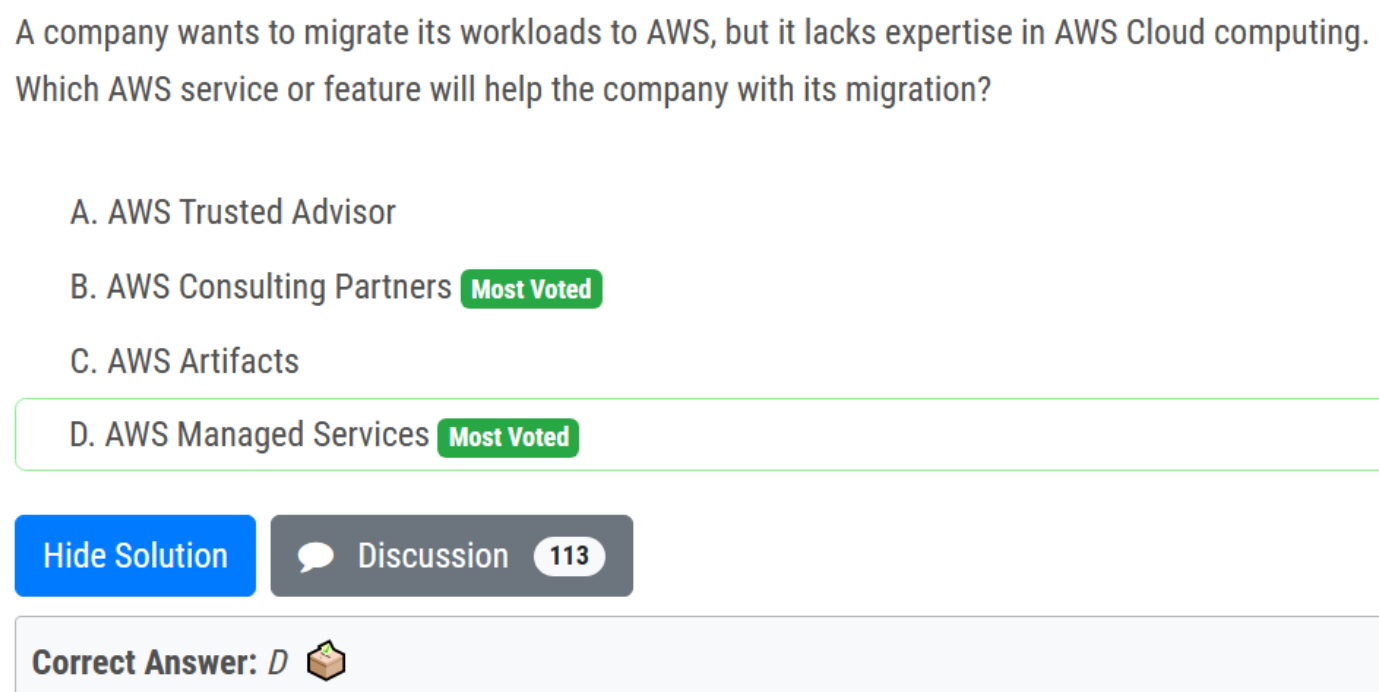 A company wants to migrate its workloads to AWS, but it lacks expertise in AWS Cloud computing.
Which AWS service or feature will help the company with its migration?
A. AWS Trusted Advisor
B. AWS Consulting Partners Most Voted
C. AWS Artifacts
D. AWS Managed Services Most Voted
Hide Solution Discussion 113
Correct Answer: D